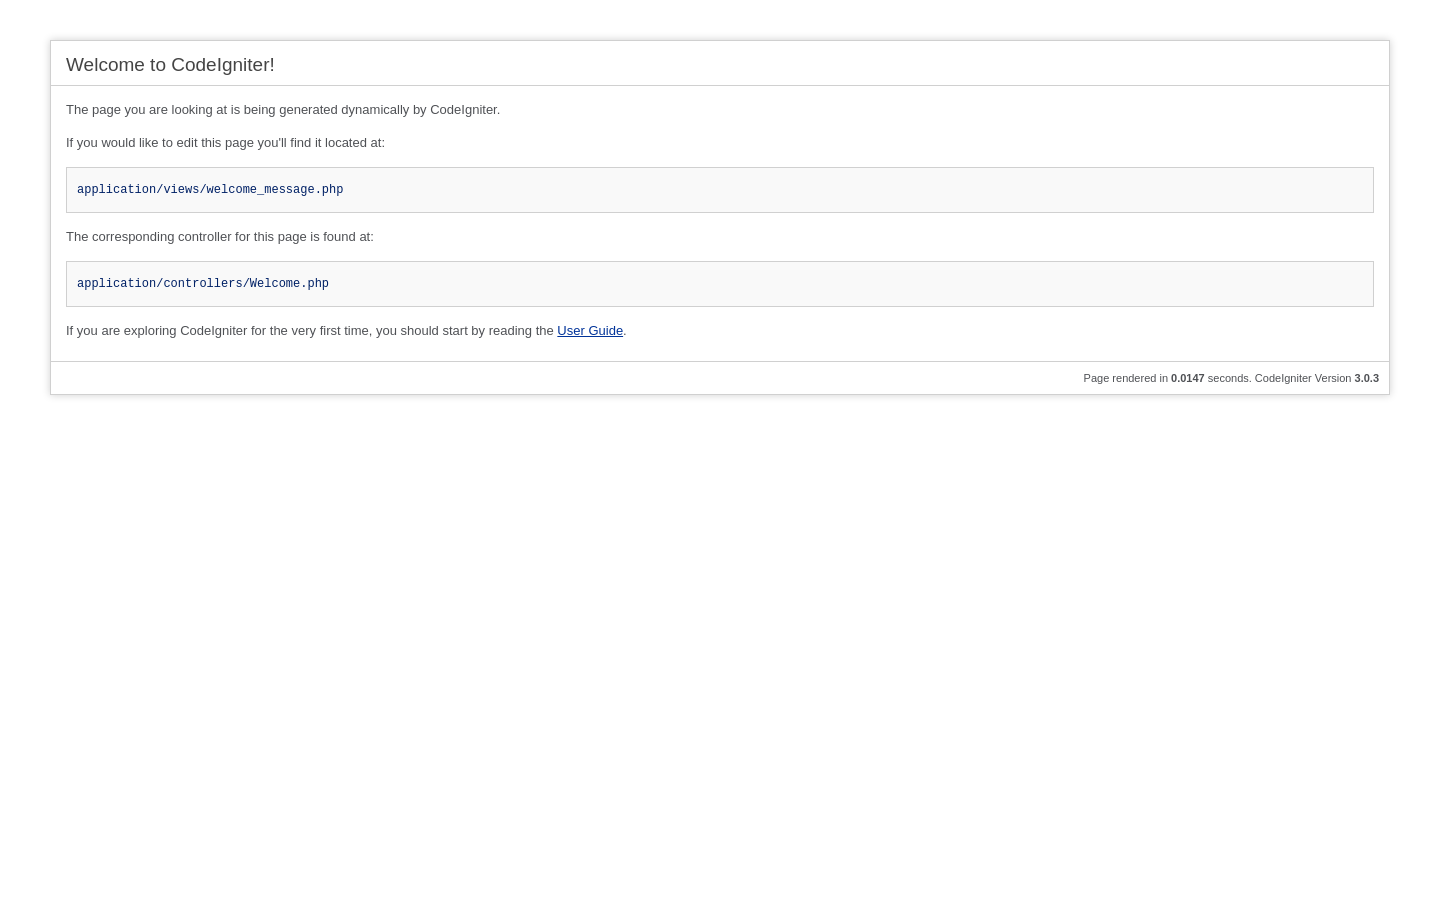 Welcome to CodeIgniter!
The page you are looking at is being generated dynamically by CodeIgniter.
If you would like to edit this page you'll find it located at:
application/views/welcome_message.php
The corresponding controller for this page is found at:
application/controllers/Welcome.php
If you are exploring CodeIgniter for the very first time, you should start by reading the User Guide.
Page rendered in 0.0147 seconds. CodeIgniter Version 3.0.3